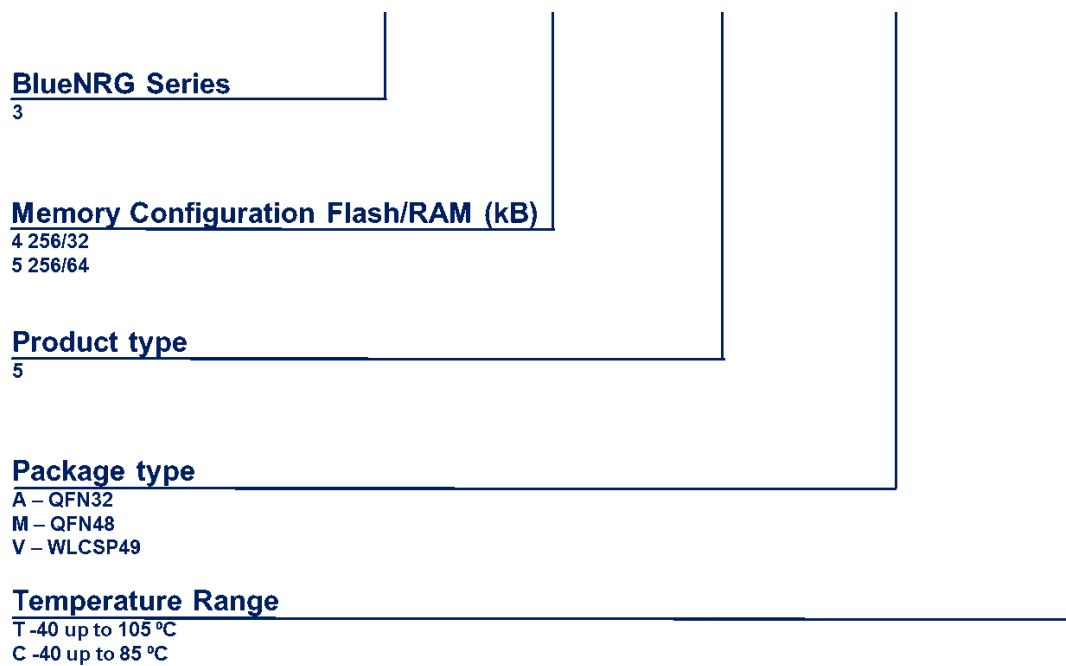 BlueNRG Series
3
Memory Configuration Flash/RAM (kB)
4 256/32
5 256/64
Product type
5
Package type
A – QFN32
M – QFN48
V – WLCSP49
Temperature Range
T -40 up to 105 ºC
C -40 up to 85 ºC